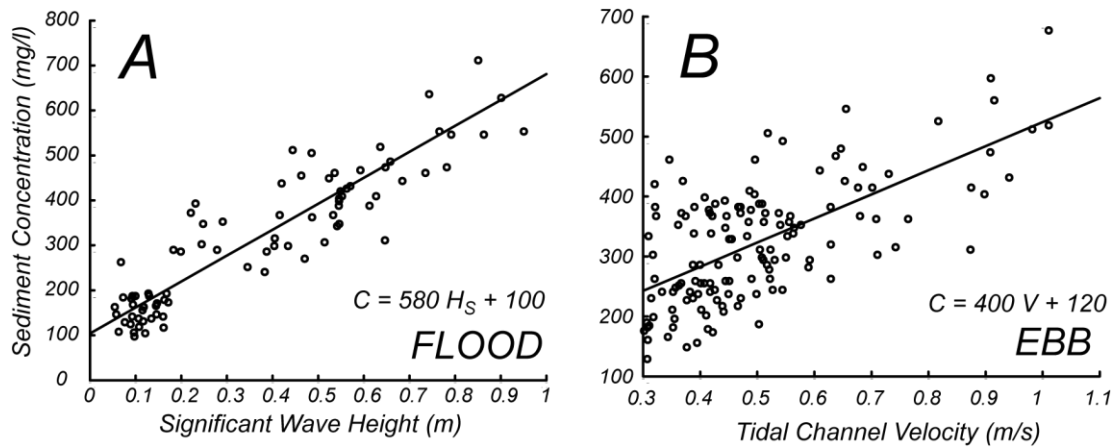 A
Sediment Concentration (mg/l)
800
700
600
500
400
300
200
100
0
0 0.1 0.2 0.3 0.4 0.5 0.6 0.7 0.8 0.9 1
Significant Wave Height (m)
C = 580 H_S + 100
FLOOD
B
700
600
500
400
300
200
100
0.3 0.4 0.5 0.6 0.7 0.8 0.9 1 1.1
Tidal Channel Velocity (m/s)
C = 400 V + 120
EBB